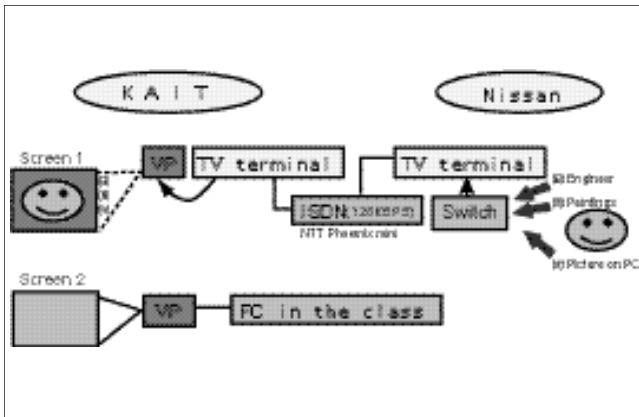 KAIT
Nissan
Screen 1
VP
TV terminal
TV terminal
ISDN(128KBPS)
NTT Phoenix mini
Switch
Engineer
Paintings
Picture on PC
Screen 2
VP
PC in the class